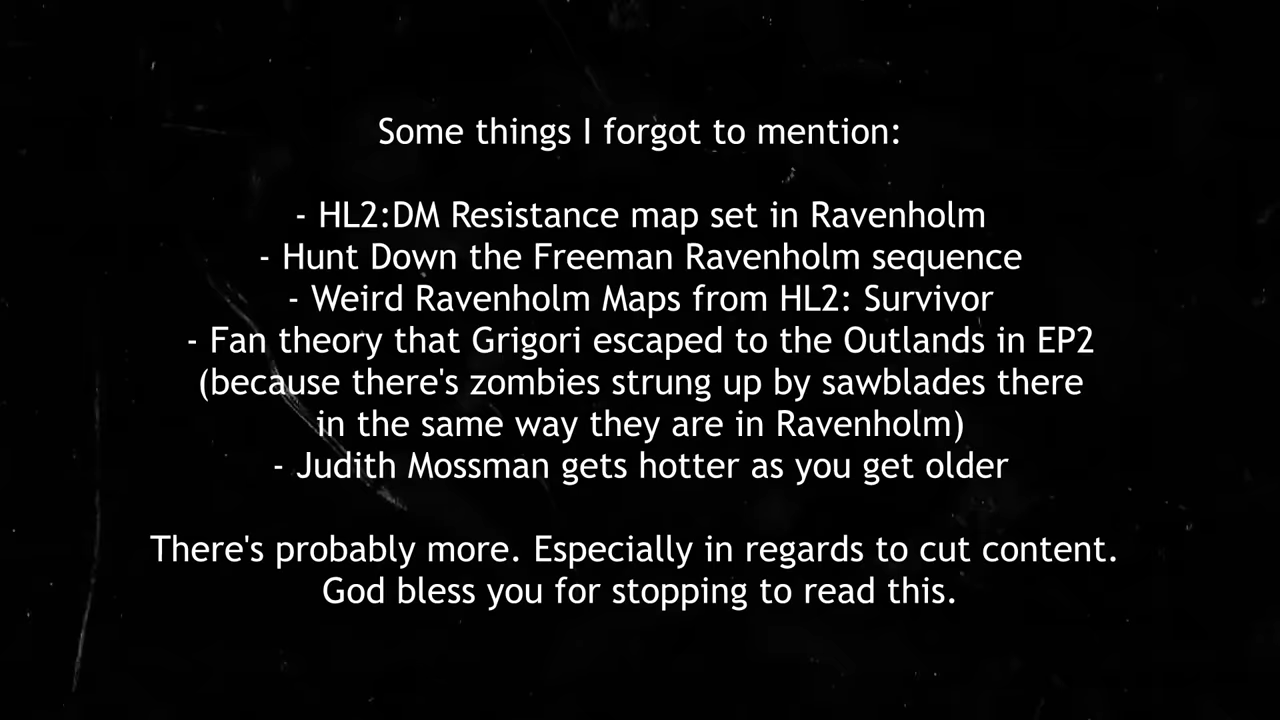 Some things I forgot to mention:
- HL2:DM Resistance map set in Ravenholm
- Hunt Down the Freeman Ravenholm sequence
- Weird Ravenholm Maps from HL2: Survivor
- Fan theory that Grigori escaped to the Outlands in EP2
(because there's zombies strung up by sawblades there
in the same way they are in Ravenholm)
- Judith Mossman gets hotter as you get older
There's probably more. Especially in regards to cut content.
God bless you for stopping to read this.